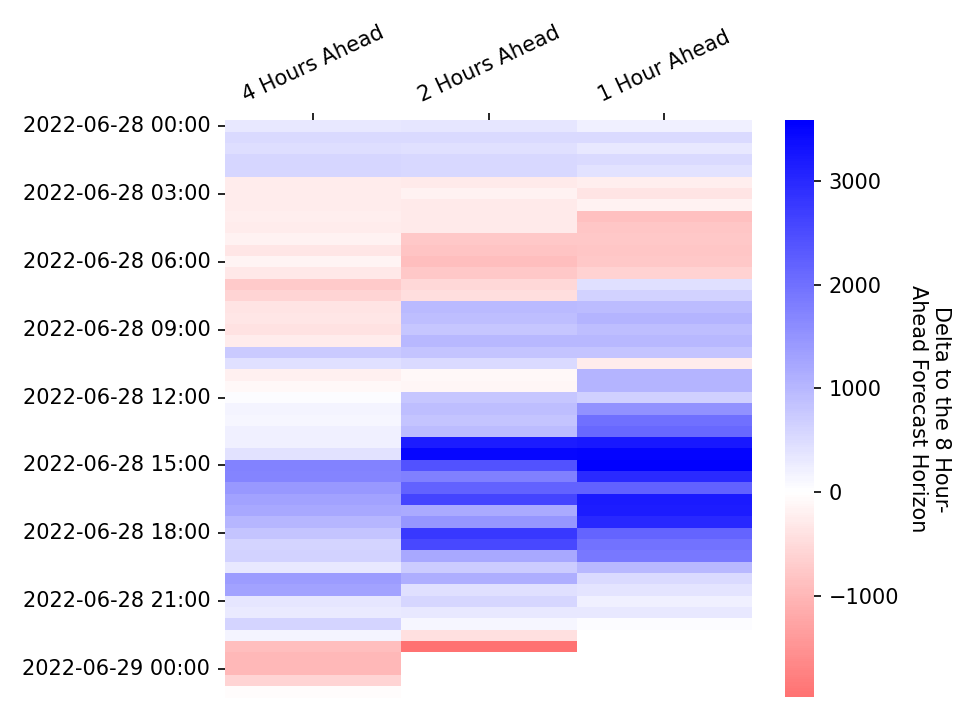 4 Hours Ahead
2 Hours Ahead
1 Hour Ahead
2022-06-28 00:00
2022-06-28 03:00
2022-06-28 06:00
2022-06-28 09:00
2022-06-28 12:00
2022-06-28 15:00
2022-06-28 18:00
2022-06-28 21:00
2022-06-29 00:00
3000
2000
1000
0
−1000
Delta to the 8 Hour-
Ahead Forecast Horizon